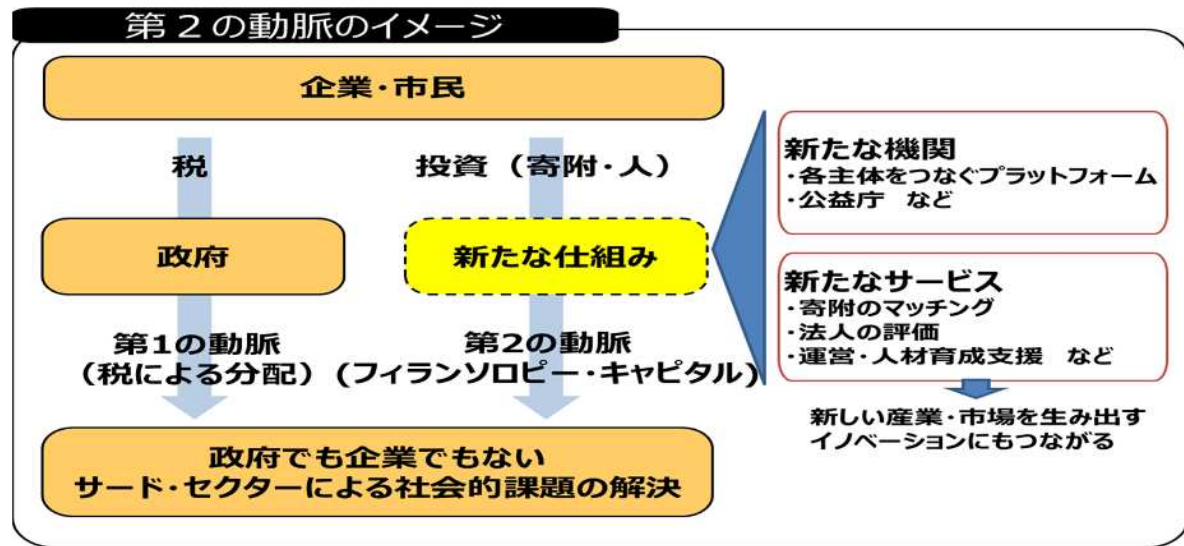 第2の動脈のイメージ
企業・市民
税
投資（寄附・人）
政府
新たな仕組み
第1の動脈
（税による分配）
第2の動脈
（フィランソロピー・キャピタル）
政府でも企業でもない
サード・セクターによる社会的課題の解決
新たな機関
・各主体をつなぐプラットフォーム
・公益庁 など
新たなサービス
・寄附のマッチング
・法人の評価
・運営・人材育成支援 など
新しい産業・市場を生み出す
イノベーションにもつながる